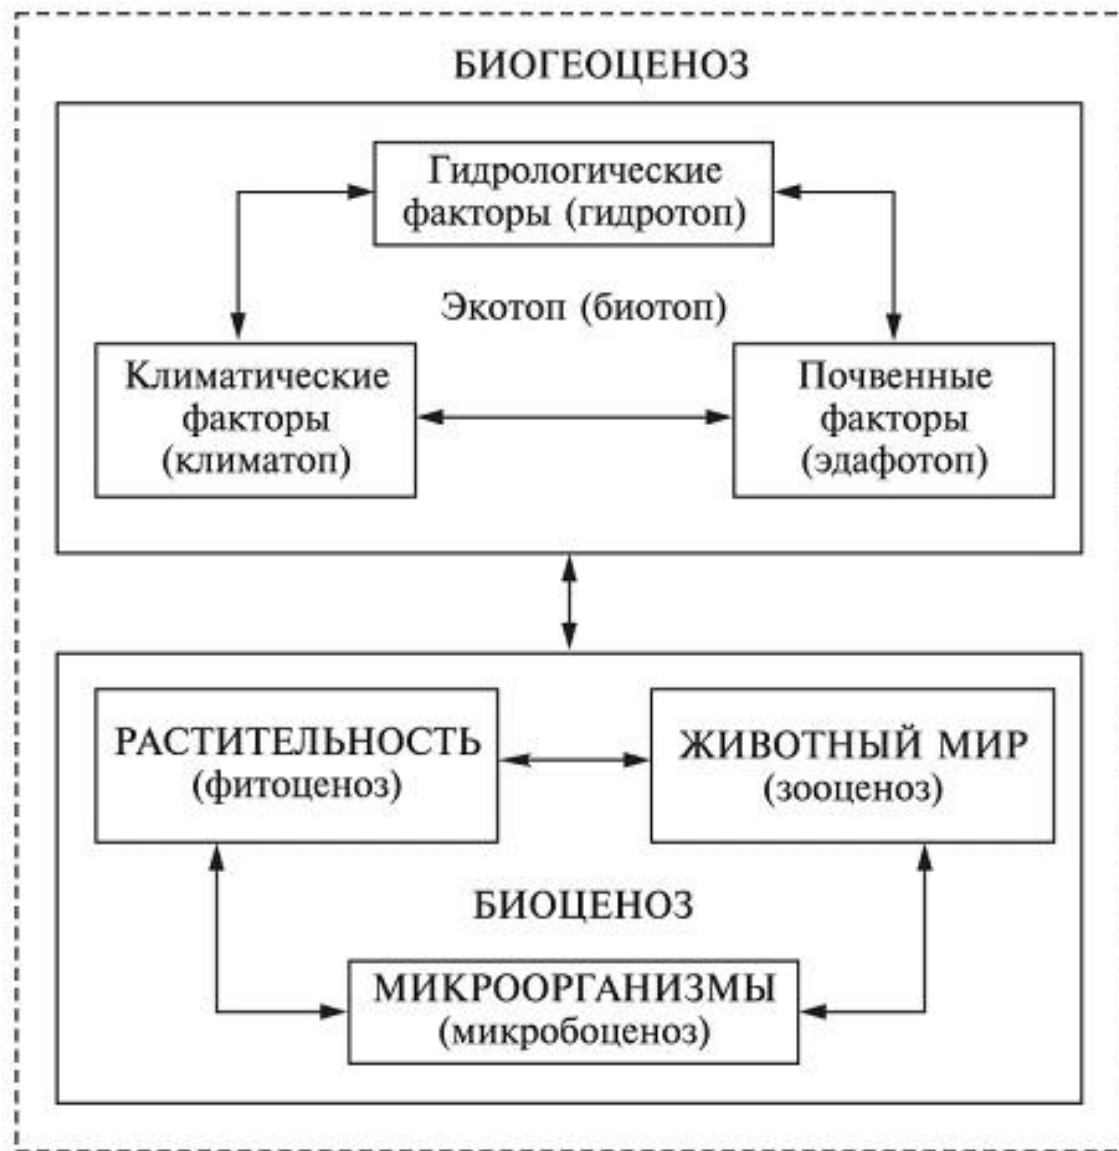 БИОГЕОЦЕНОЗ
Гидрологические
факторы (гидротоп)
Экотоп (биотоп)
Климатические
факторы
(климатоп)
Почвенные
факторы
(эдафотоп)
РАСТИТЕЛЬНОСТЬ
(фитоценоз)
ЖИВОТНЫЙ МИР
(зооценоз)
БИОЦЕНОЗ
МИКРООРГАНИЗМЫ
(микробоценоз)